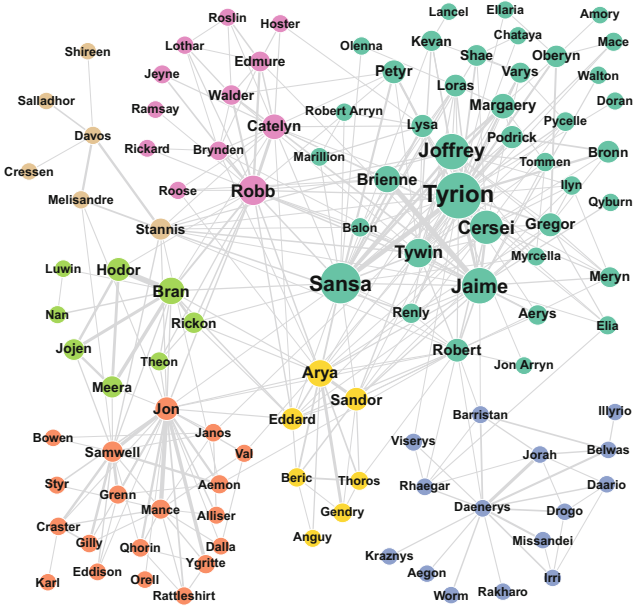 Lancel
Ellaria
Amory
Roslin
Hoster
Chataya
Kevan
Mace
Lothar
Olenna
Shireen
Shae
Oberyn
Edmure
Petyr
Varys
Walton
Jeyne
Loras
Walder
Doran
Salladhor
Margaery
Ramsay
Robert Arryn
Pycelle
Lysa
Catelyn
Podrick
Davos
Rickard
Brynden
Joffrey
Bronn
Marillion
Tommen
Cressen
Brienne
Ilyn
Roose
Robb
Tyrion
Melisandre
Qyburn
Stannis
Balon
Cersei
Gregor
Tywin
Myrcella
Luwin
Hodor
Meryn
Bran
Sansa
Jaime
Nan
Rickon
Renly
Aerys
Elia
Jojen
Theon
Robert
Jon Arryn
Arya
Meera
Sandor
Jon
Eddard
Barristan
Illyrio
Bowen
Janos
Viserys
Samwell
Val
Jorah
Belwas
Styr
Grenn
Aemon
Beric
Thoros
Rhaegar
Daario
Mance
Alliser
Gendry
Daenerys
Drogo
Craster
Anguy
Missandei
Gilly
Qhorin
Dalla
Kraznys
Ygritte
Eddison
Orell
Aegon
Irri
Karl
Rattleshirt
Worm
Rakharo